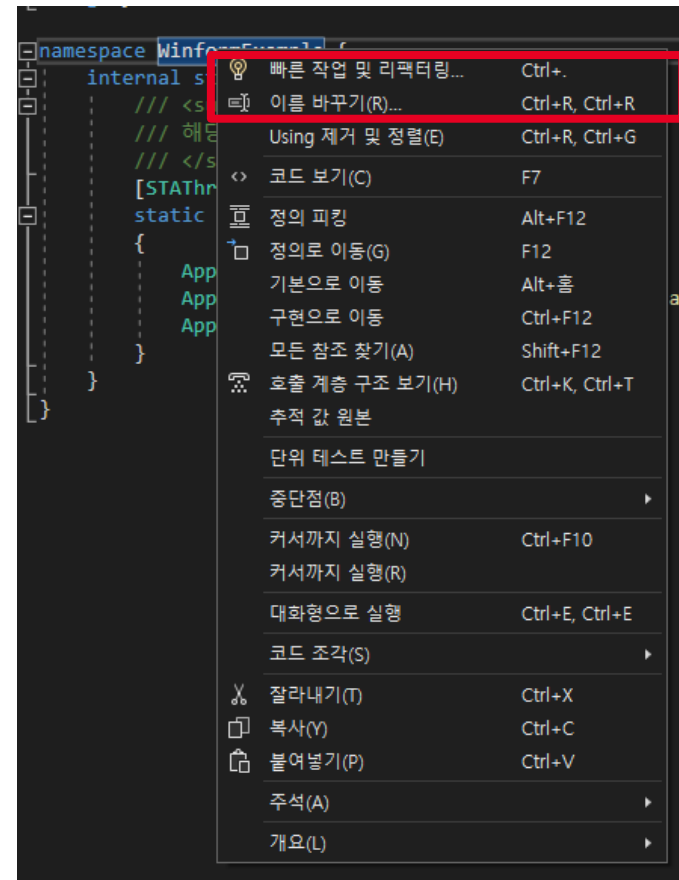 namespace WinformExample {
internal st
/// <s
/// 해당
/// </s
[STAThr
static
{
App
App
App
}
}
}
빠른 작업 및 리팩터링... Ctrl+.
이름 바꾸기(R)... Ctrl+R, Ctrl+R
Using 제거 및 정렬(E) Ctrl+R, Ctrl+G
코드 보기(C) F7
정의 피킹 Alt+F12
정의로 이동(G) F12
기본으로 이동 Alt+홈
구현으로 이동 Ctrl+F12
모든 참조 찾기(A) Shift+F12
호출 계층 구조 보기(H) Ctrl+K, Ctrl+T
추적 값 원본
단위 테스트 만들기
중단점(B)
커서까지 실행(N) Ctrl+F10
커서까지 실행(R)
대화형으로 실행 Ctrl+E, Ctrl+E
코드 조각(S)
잘라내기(T) Ctrl+X
복사(Y) Ctrl+C
붙여넣기(P) Ctrl+V
주석(A)
개요(L)